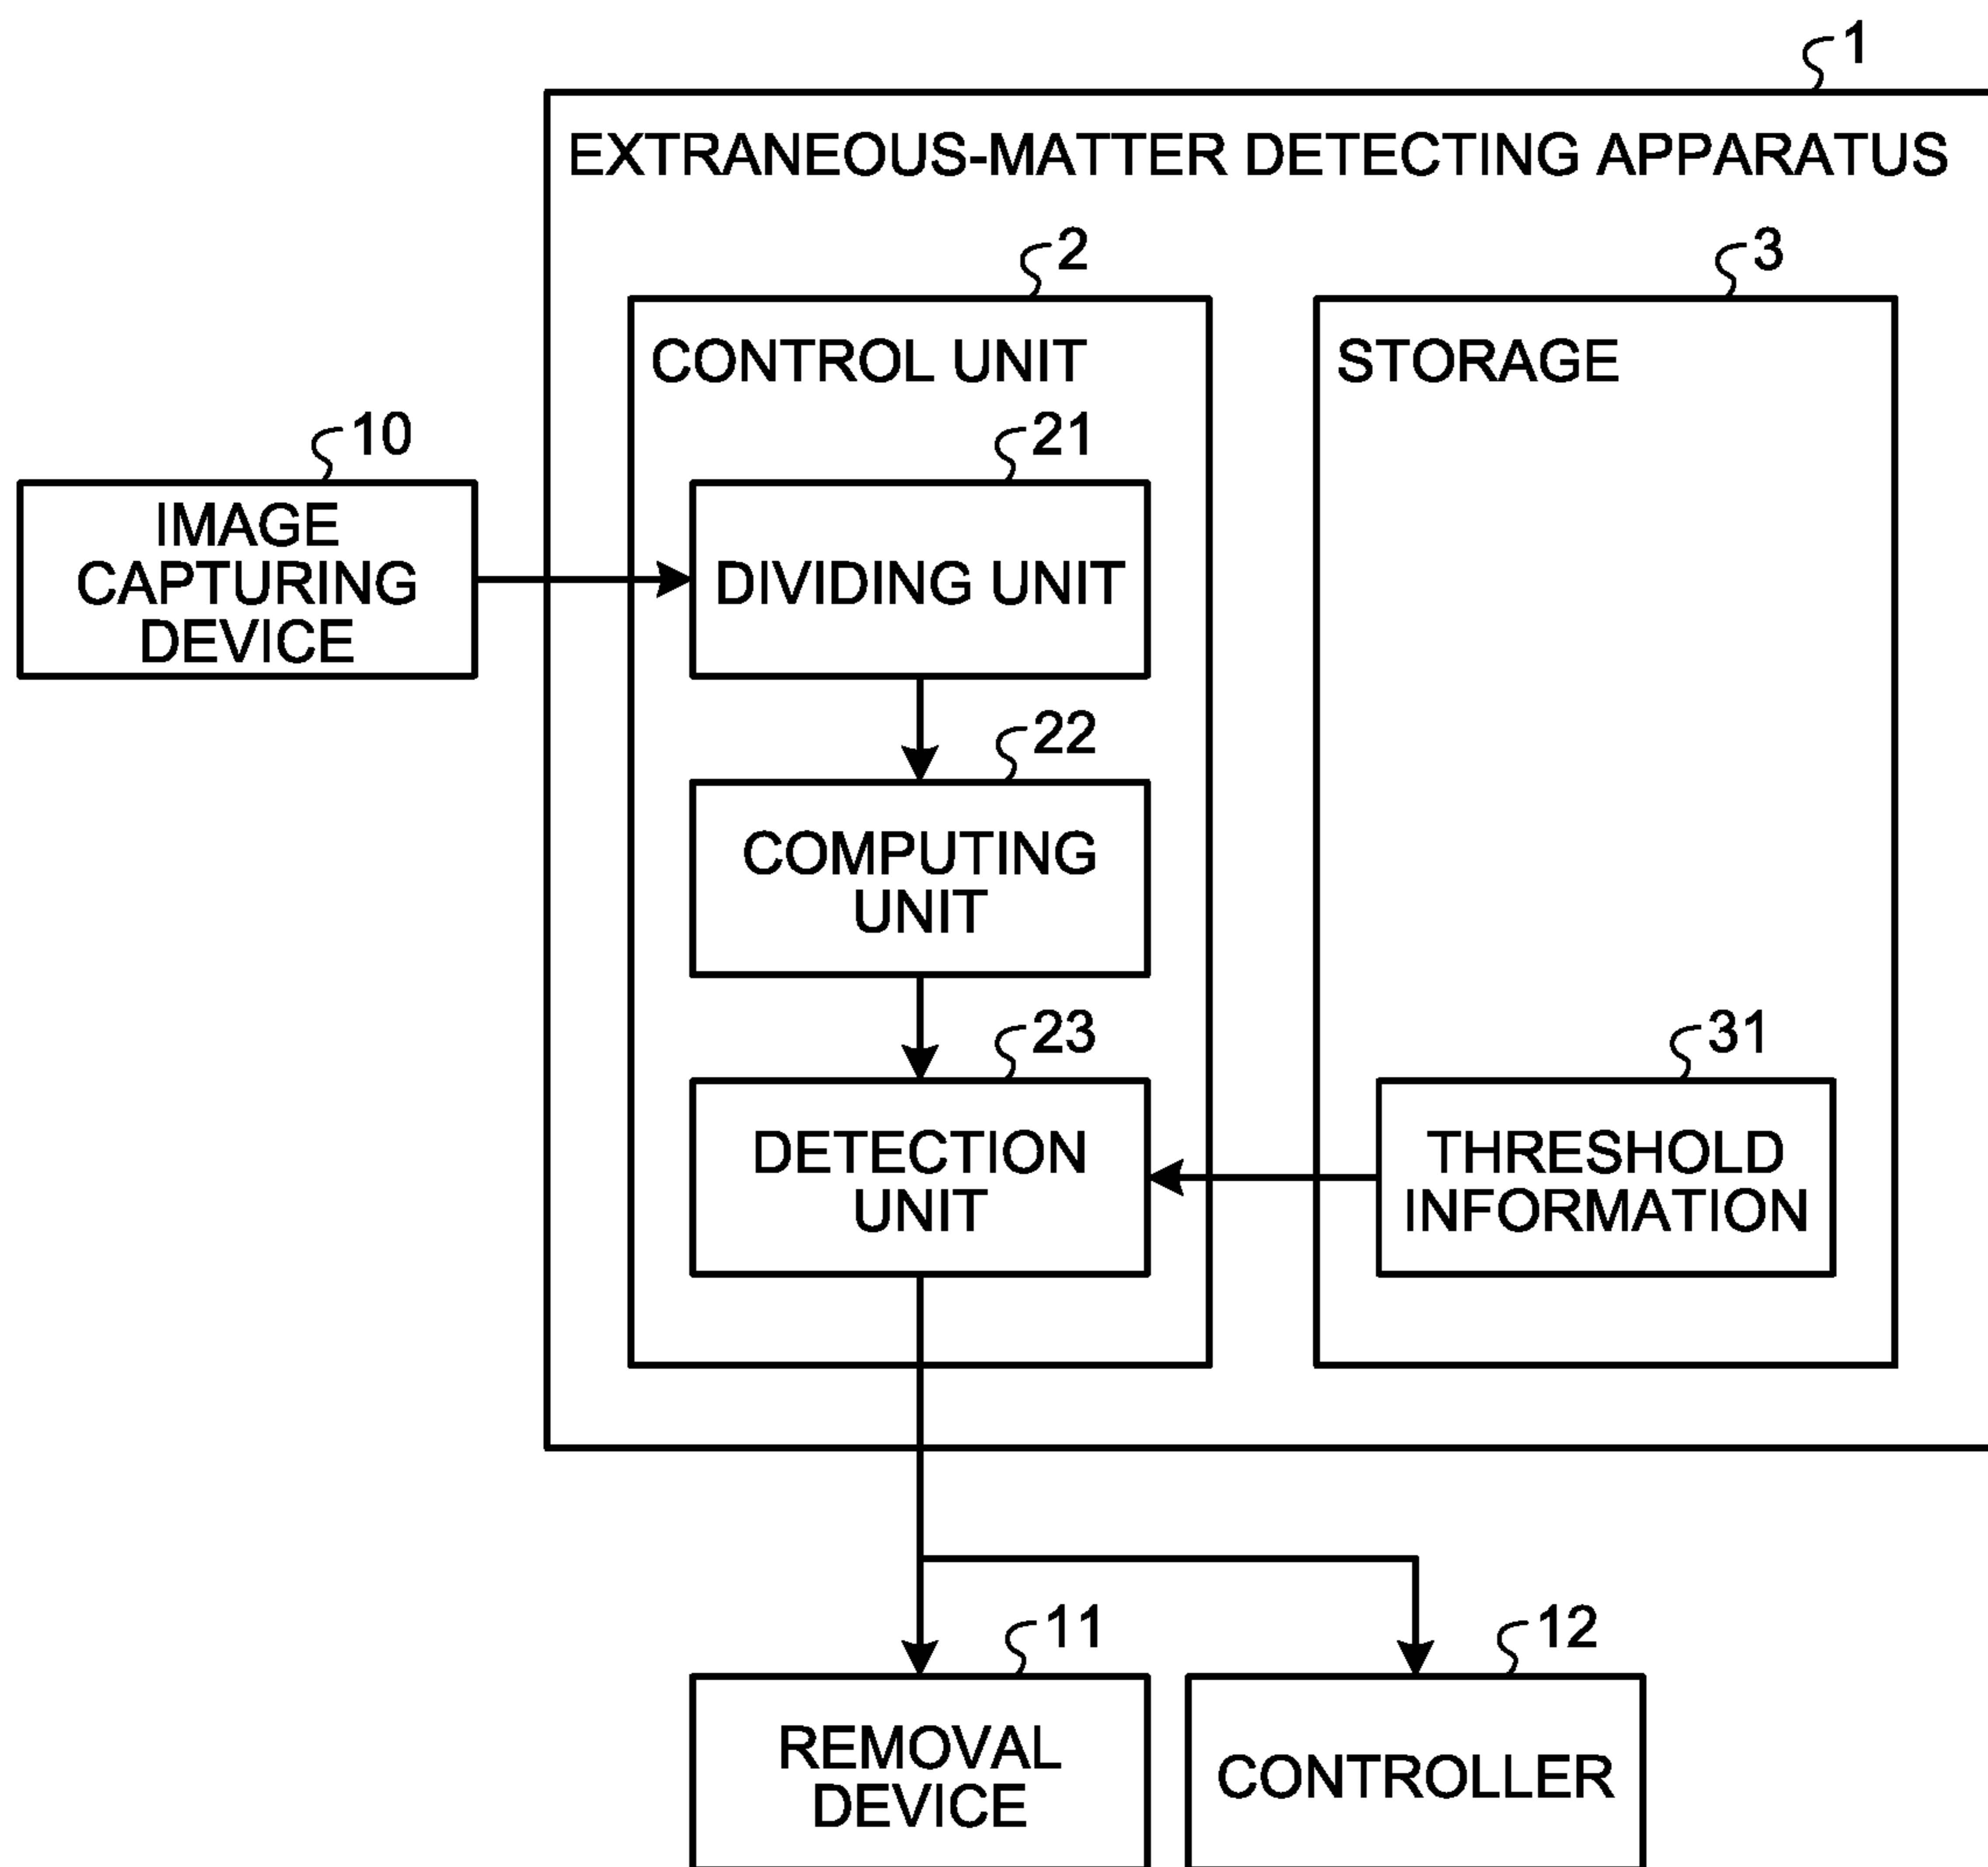 1
EXTRANEOUS-MATTER DETECTING APPARATUS
2
3
CONTROL UNIT
STORAGE
10
21
IMAGE
CAPTURING
DEVICE
DIVIDING UNIT
22
COMPUTING
UNIT
23
31
DETECTION
UNIT
THRESHOLD
INFORMATION
11
12
REMOVAL
DEVICE
CONTROLLER